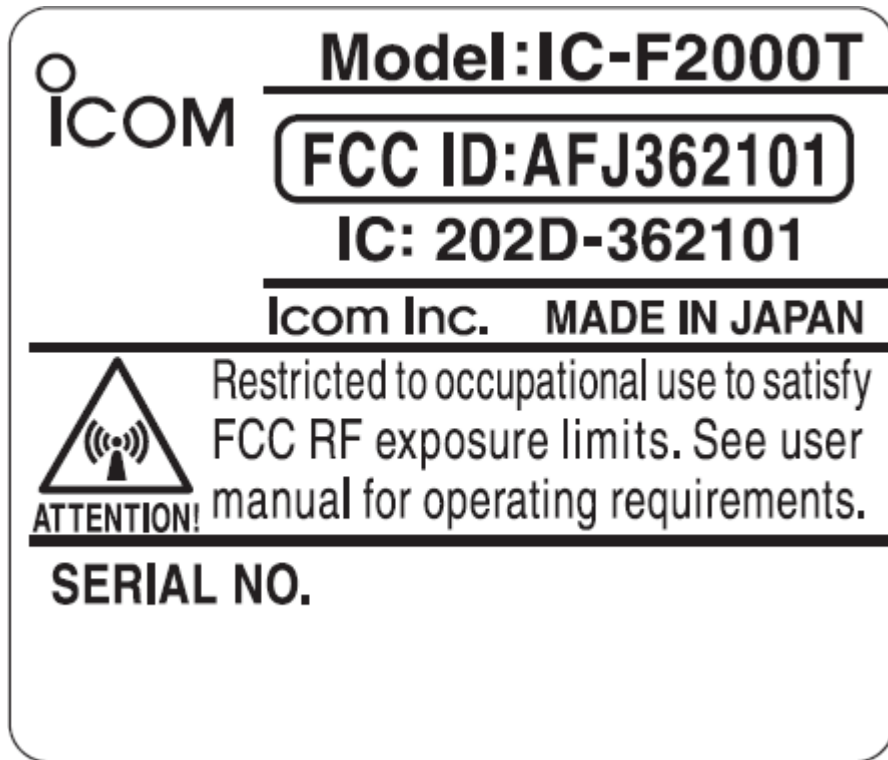 ICOM
Model:IC-F2000T
FCC ID:AFJ362101
IC: 202D-362101
Icom Inc. MADE IN JAPAN
Restricted to occupational use to satisfy
FCC RF exposure limits. See user
manual for operating requirements.
ATTENTION!
SERIAL NO.